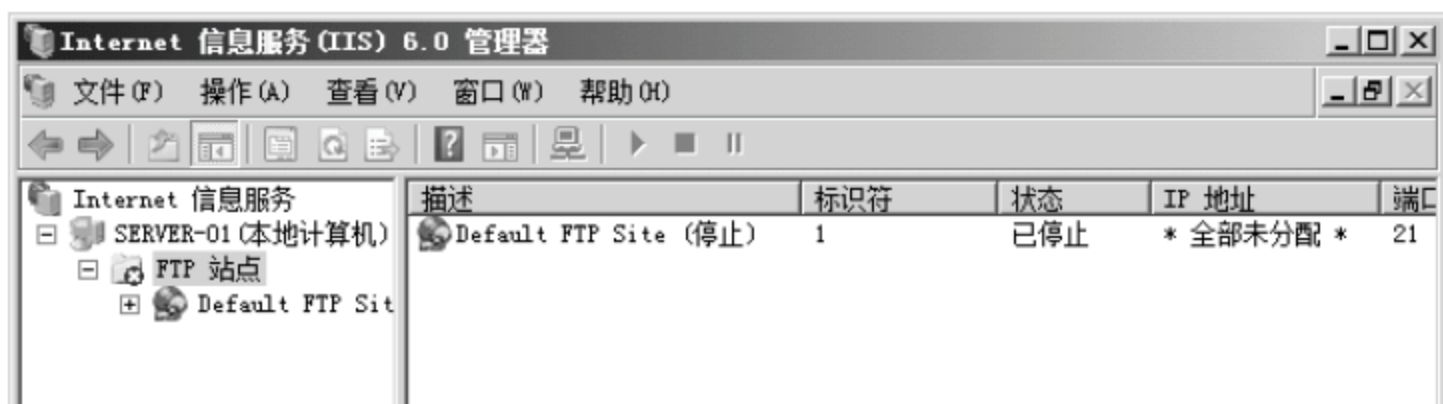 Internet 信息服务(IIS) 6.0 管理器
文件(F) 操作(A) 查看(V) 窗口(W) 帮助(H)
Internet 信息服务
SERVER-01(本地计算机)
FTP 站点
Default FTP Sit
描述 标识符 状态 IP 地址 端口
Default FTP Site (停止) 1 已停止 * 全部未分配 * 21